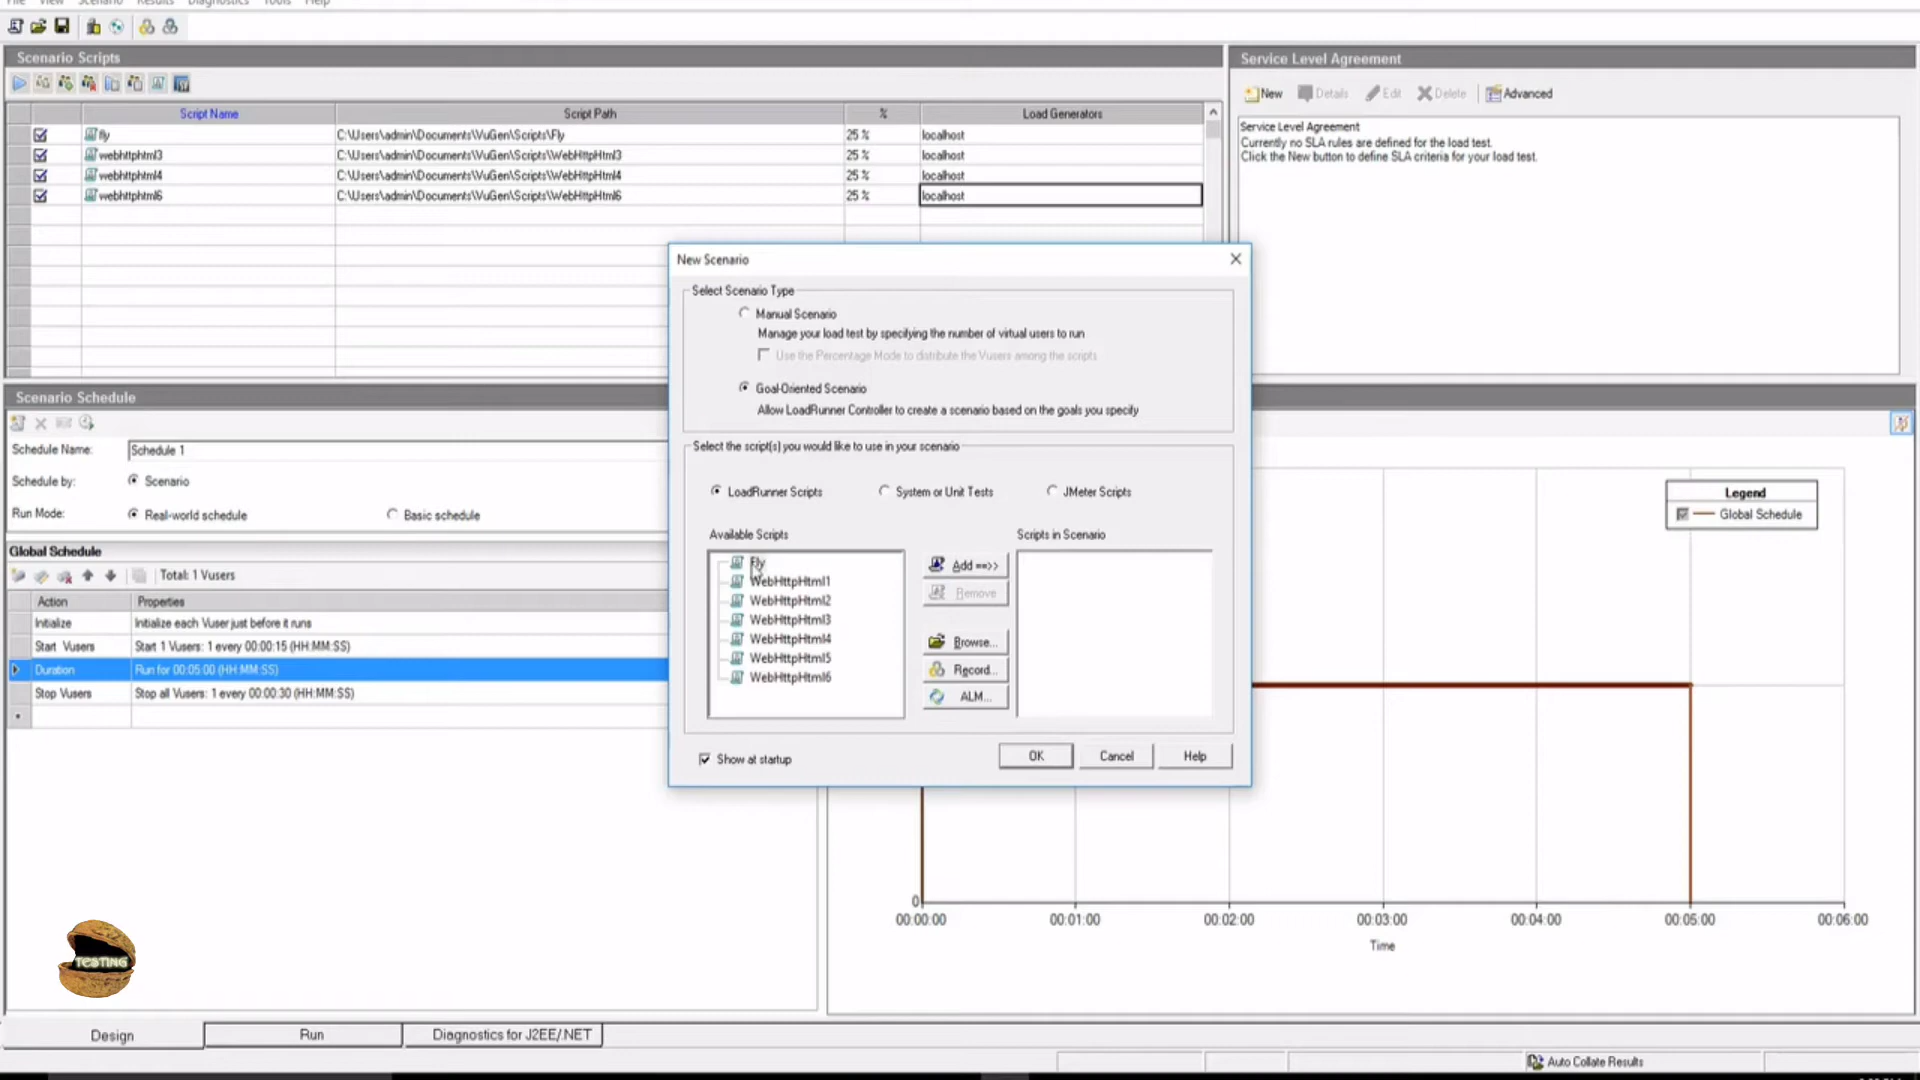 File View Scenario Results Diagnostics Tools Help
Scenario Scripts
Script Name Script Path % Load Generators
fly C:\Users\admin\Documents\VuGen\Scripts\Fly 25 % localhost
webhttphtml3 C:\Users\admin\Documents\VuGen\Scripts\WebHttpHtml3 25 % localhost
webhttphtml4 C:\Users\admin\Documents\VuGen\Scripts\WebHttpHtml4 25 % localhost
webhttphtml6 C:\Users\admin\Documents\VuGen\Scripts\WebHttpHtml6 25 % localhost
Service Level Agreement
New Details Edit Delete Advanced
Service Level Agreement
Currently no SLA rules are defined for the load test.
Click the New button to define SLA criteria for your load test.
New Scenario
Select Scenario Type
Manual Scenario
Manage your load test by specifying the number of virtual users to run
Use the Percentage Mode to distribute the Vusers among the scripts
Goal-Oriented Scenario
Allow LoadRunner Controller to create a scenario based on the goals you specify
Select the script(s) you would like to use in your scenario
LoadRunner Scripts System or Unit Tests JMeter Scripts
Available Scripts Scripts in Scenario
Fly
WebHttpHtml1
WebHttpHtml2
WebHttpHtml3
WebHttpHtml4
WebHttpHtml5
WebHttpHtml6
Add ==>>
Remove
Browse...
Record...
ALM...
Show at startup
OK Cancel Help
Scenario Schedule
Schedule Name: Schedule 1
Schedule by: Scenario
Run Mode: Real-world schedule Basic schedule
Global Schedule
Total: 1 Vusers
Action Properties
Initialize Initialize each Vuser just before it runs
Start Vusers Start 1 Vusers: 1 every 00:00:15 (HH:MM:SS)
Duration Run for 00:05:00 (HH:MM:SS)
Stop Vusers Stop all Vusers: 1 every 00:00:30 (HH:MM:SS)
Legend
Global Schedule
0
00:00:00 00:01:00 00:02:00 00:03:00 00:04:00 00:05:00 00:06:00
Time
TESTING
Design Run Diagnostics for J2EE/.NET
Auto Collate Results